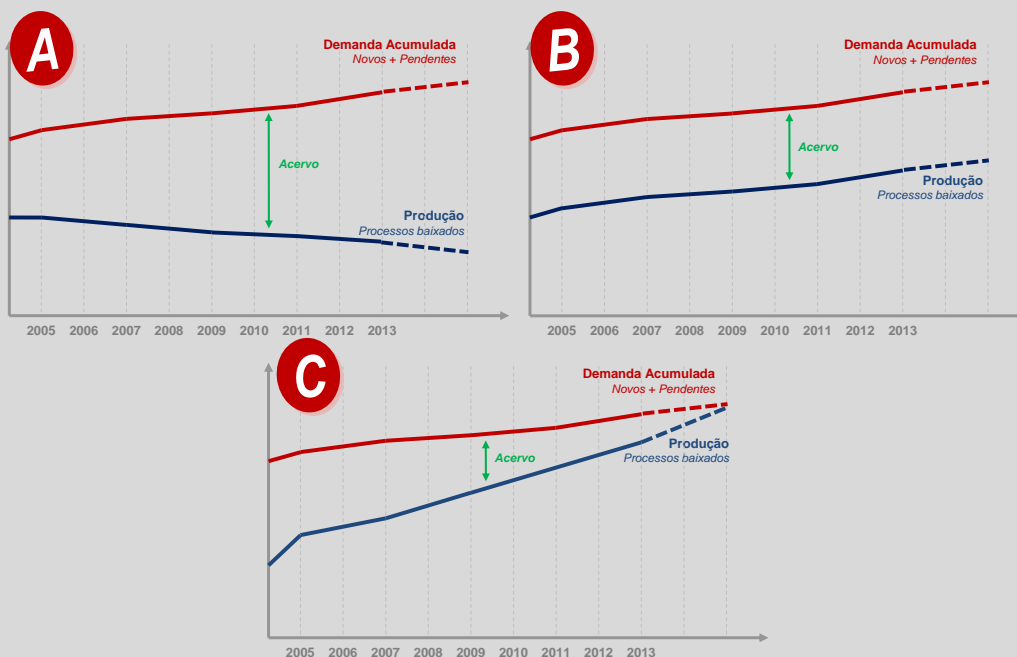 A
Demanda Acumulada
Novos + Pendentes
Acervo
Produção
Processos baixados
2005 2006 2007 2008 2009 2010 2011 2012 2013
B
Demanda Acumulada
Novos + Pendentes
Acervo
Produção
Processos baixados
2005 2006 2007 2008 2009 2010 2011 2012 2013
C
Demanda Acumulada
Novos + Pendentes
Acervo
Produção
Processos baixados
2005 2006 2007 2008 2009 2010 2011 2012 2013